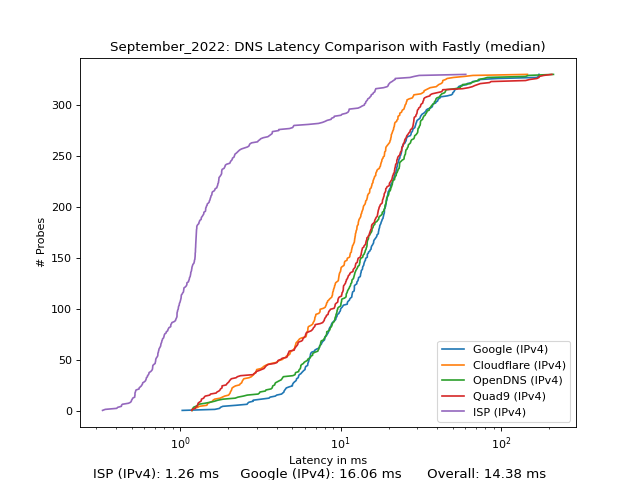 September_2022: DNS Latency Comparison with Fastly (median)
300
250
200
150
100
50
0
# Probes
Google (IPv4)
Cloudflare (IPv4)
OpenDNS (IPv4)
Quad9 (IPv4)
ISP (IPv4)
10⁰ 10¹ 10²
Latency in ms
ISP (IPv4): 1.26 ms Google (IPv4): 16.06 ms Overall: 14.38 ms